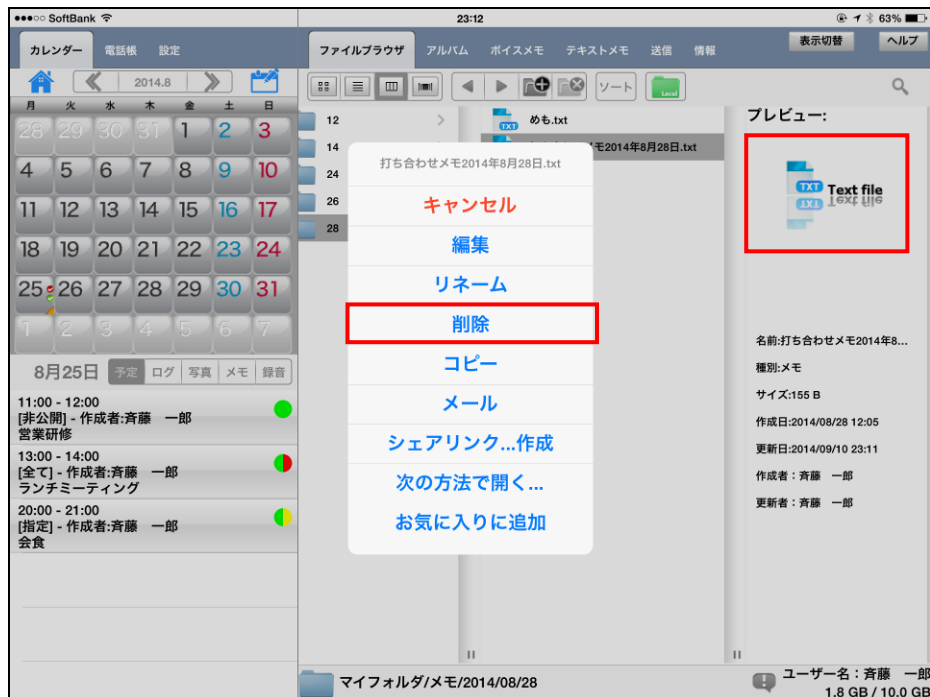 SoftBank
23:12
63%
カレンダー 電話帳 設定
ファイルブラウザ アルバム ボイスメモ テキストメモ 送信 情報
表示切替 ヘルプ
2014.8
ソート
Local
月 火 水 木 金 土 日
28 29 30 31 1 2 3
4 5 6 7 8 9 10
11 12 13 14 15 16 17
18 19 20 21 22 23 24
25 26 27 28 29 30 31
1 2 3 4 5 6 7
8月25日 予定 ログ 写真 メモ 録音
11:00 - 12:00
[非公開] - 作成者:斉藤 一郎
営業研修
13:00 - 14:00
[全て] - 作成者:斉藤 一郎
ランチミーティング
20:00 - 21:00
[指定] - 作成者:斉藤 一郎
会食
12
14
24
26
28
TXT めも.txt
モ2014年8月28日.txt
打ち合わせメモ2014年8月28日.txt
キャンセル
編集
リネーム
削除
コピー
メール
シェアリンク...作成
次の方法で開く...
お気に入りに追加
プレビュー:
TXT Text file
名前:打ち合わせメモ2014年8...
種別:メモ
サイズ:155 B
作成日:2014/08/28 12:05
更新日:2014/09/10 23:11
作成者：斉藤 一郎
更新者：斉藤 一郎
マイフォルダ/メモ/2014/08/28
ユーザー名：斉藤 一郎
1.8 GB / 10.0 GB